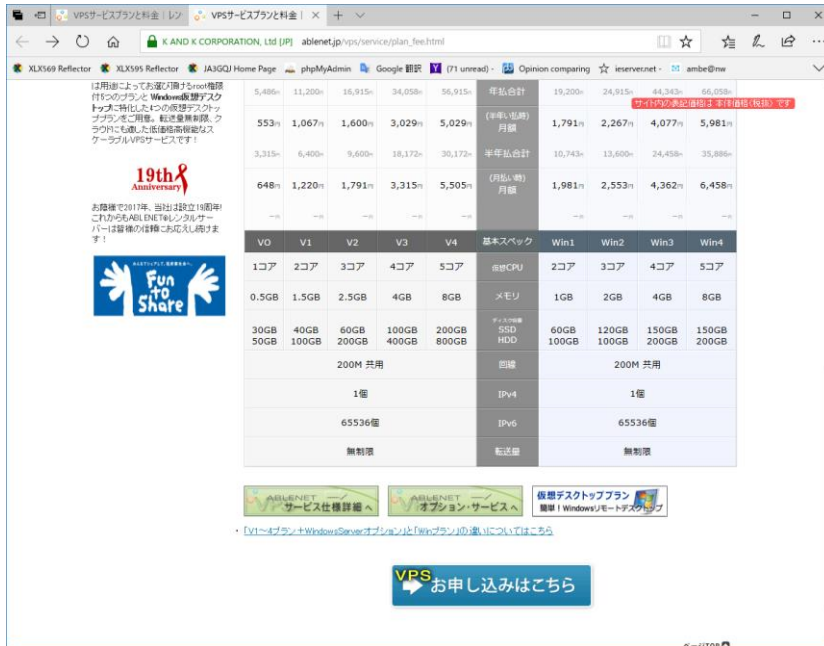 VPSサービスプランと料金｜レン
VPSサービスプランと料金｜
K AND K CORPORATION, Ltd [JP]
ablenet.jp/vps/service/plan_fee.html
XLX569 Reflector
XLX595 Reflector
JA3GQJ Home Page
phpMyAdmin
Google 翻訳
(71 unread) -
Opinion comparing
ieserver.net -
ambe@nw
は用途によってお選び頂けるroot権限
付5つのプランと Windows仮想デスク
トップに特化した4つの仮想デスクトッ
ププランをご用意。転送量無制限、ク
ラウドにも適した低価格高機能なス
ケーラブルVPSサービスです！
19th
Anniversary
お陰様で2017年、当社は設立19周年!
これからもABLENET®レンタルサー
バーは皆様の信頼にお応えし続けま
す！
Fun
to
Share
5,486円 11,200円 16,915円 34,058円 56,915円 年払合計 19,200円 24,915円 44,343円 66,058円
サイト内の表記価格は 本体価格(税抜) です
553円 1,067円 1,600円 3,029円 5,029円 (半年払い時) 月額 1,791円 2,267円 4,077円 5,981円
3,315円 6,400円 9,600円 18,172円 30,172円 半年払合計 10,743円 13,600円 24,458円 35,886円
648円 1,220円 1,791円 3,315円 5,505円 (月払い時) 月額 1,981円 2,553円 4,362円 6,458円
--円 --円 --円 --円 --円 --円 --円 --円 --円
V0 V1 V2 V3 V4 基本スペック Win1 Win2 Win3 Win4
1コア 2コア 3コア 4コア 5コア 仮想CPU 2コア 3コア 4コア 5コア
0.5GB 1.5GB 2.5GB 4GB 8GB メモリ 1GB 2GB 4GB 8GB
ディスク容量
30GB 40GB 60GB 100GB 200GB SSD 60GB 120GB 150GB 150GB
50GB 100GB 200GB 400GB 800GB HDD 100GB 100GB 200GB 200GB
200M 共用 回線 200M 共用
1個 IPv4 1個
65536個 IPv6 65536個
無制限 転送量 無制限
ABLENET
サービス仕様詳細 へ
ABLENET
オプション・サービス へ
仮想デスクトッププラン
簡単！Windowsリモートデスクトップ
・「V1～4プラン＋WindowsServerオプション」と「Winプラン」の違いについてはこちら
VPS
お申し込みはこちら
ページTOP